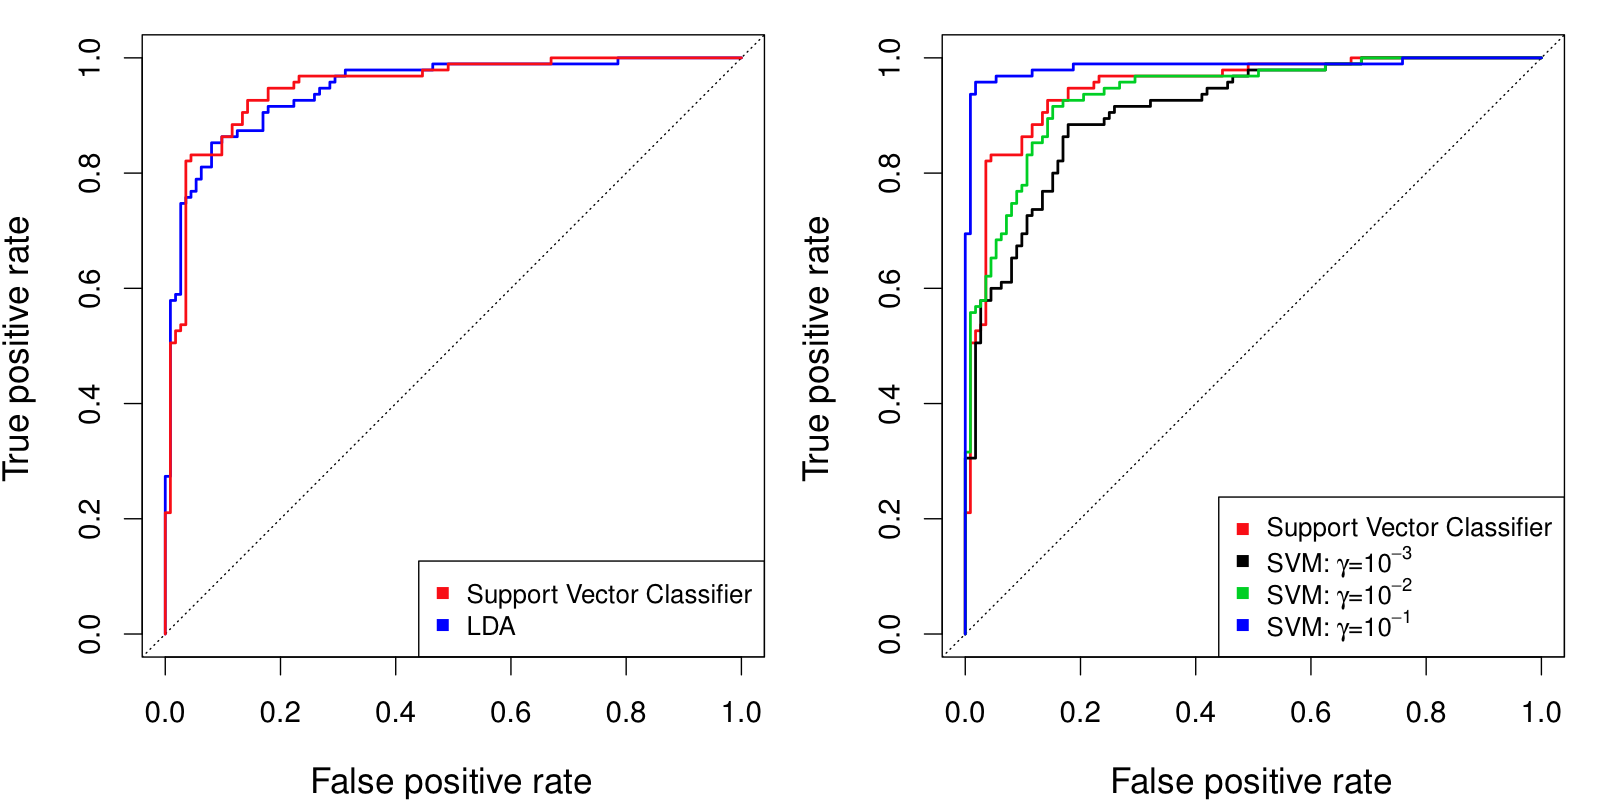 True positive rate
1.0
0.8
0.6
0.4
0.2
0.0
Support Vector Classifier
LDA
0.0 0.2 0.4 0.6 0.8 1.0
False positive rate
True positive rate
1.0
0.8
0.6
0.4
0.2
0.0
Support Vector Classifier
SVM: γ=10⁻³
SVM: γ=10⁻²
SVM: γ=10⁻¹
0.0 0.2 0.4 0.6 0.8 1.0
False positive rate